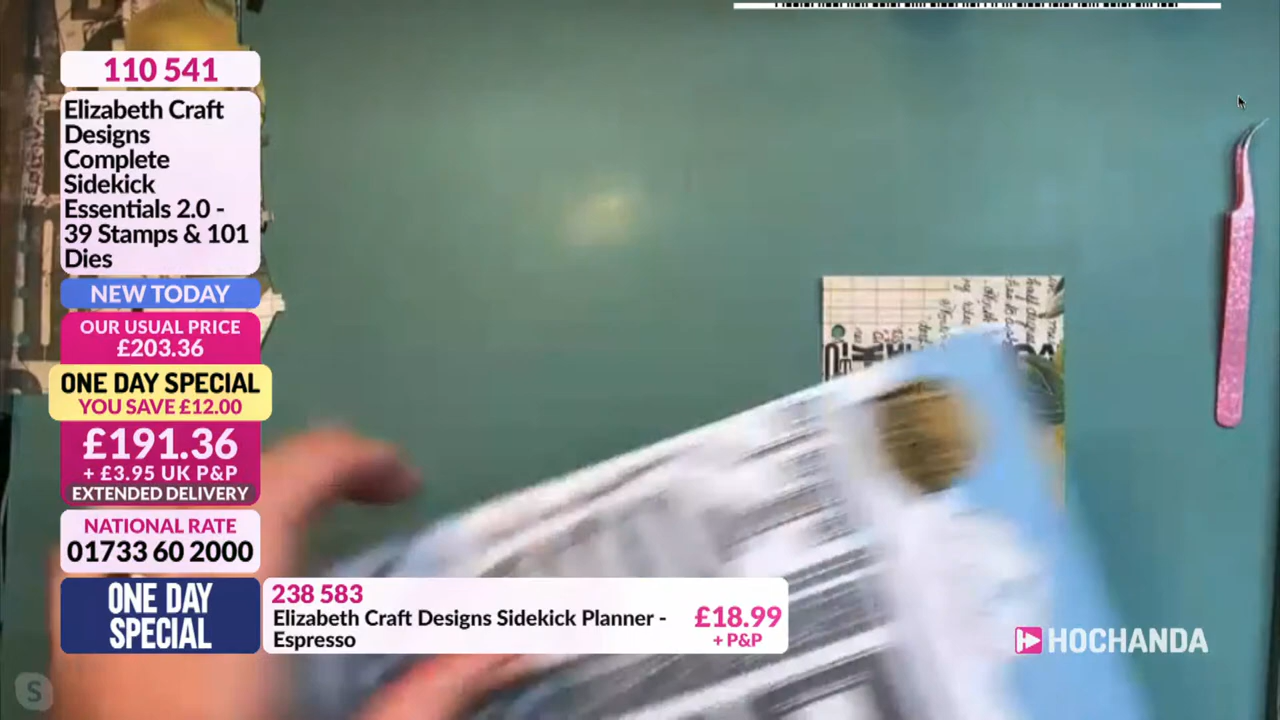 110 541
Elizabeth Craft
Designs
Complete
Sidekick
Essentials 2.0 -
39 Stamps & 101
Dies
NEW TODAY
OUR USUAL PRICE
£203.36
ONE DAY SPECIAL
YOU SAVE £12.00
£191.36
+ £3.95 UK P&P
EXTENDED DELIVERY
NATIONAL RATE
01733 60 2000
ONE DAY
SPECIAL
238 583
Elizabeth Craft Designs Sidekick Planner -
Espresso
£18.99
+ P&P
HOCHANDA
S